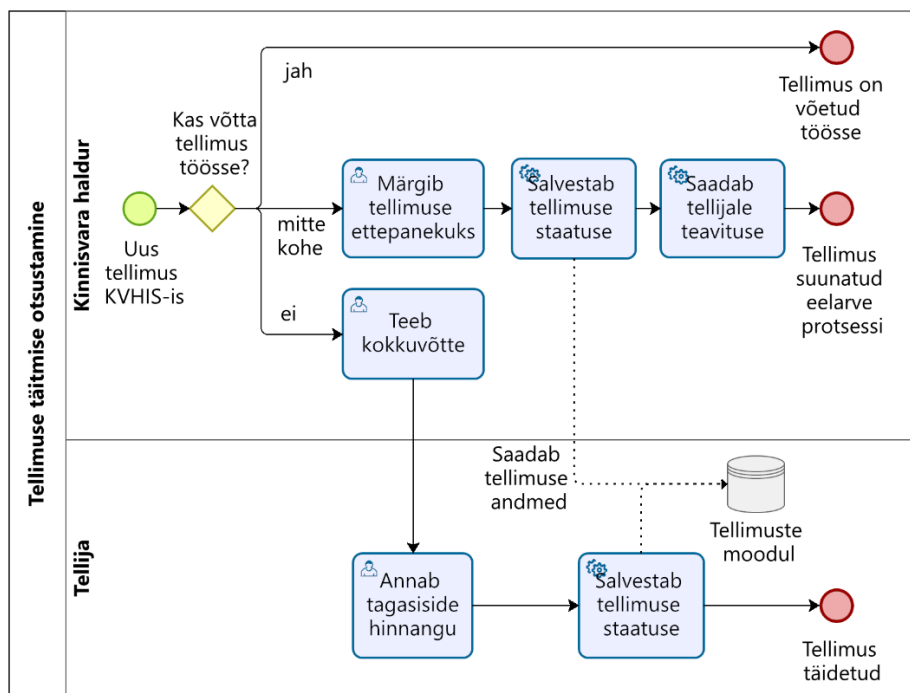 Tellimuse täitmise otsustamine
Kinnisvara haldur
Uus
tellimus
KVHIS-is
Kas võtta
tellimus
töösse?
jah
Tellimus on
võetud
töösse
mitte
kohe
Märgib
tellimuse
ettepanekuks
Salvestab
tellimuse
staatuse
Saadab
tellijale
teavituse
Tellimus
suunatud
eelarve
protsessi
ei
Teeb
kokkuvõtte
Tellija
Saadab
tellimuse
andmed
Tellimuste
moodul
Annab
tagasiside
hinnangu
Salvestab
tellimuse
staatuse
Tellimus
täidetud